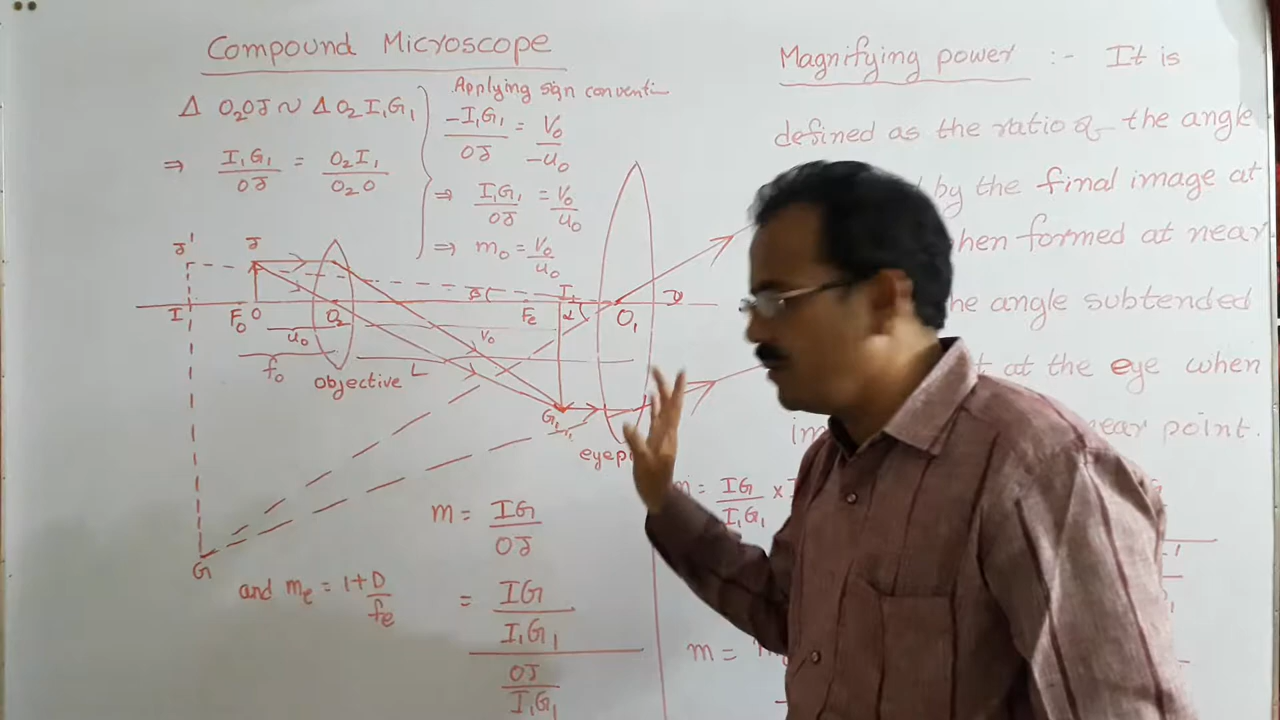 Compound Microscope
Δ O₂OJ ~ Δ O₂I₁G₁
⇒ I₁G₁/OJ = O₂I₁/O₂O
Applying sign conventi
-I₁G₁/OJ = V₀/-u₀
⇒ I₁G₁/OJ = V₀/u₀
⇒ m₀ = V₀/u₀
J' J
β I₁
I F₀ O O₂ Fe α O₁
u₀ V₀
f₀ L
objective
G₁
eyep
G
and me = 1+D/fe
m = IG/OJ
= IG/I₁G₁
OJ/I₁G₁
Magnifying power :- It is
defined as the ratio of the angle
by the final image at
hen formed at near
he angle subtended
t at the eye when
im
near point.
m = IG/I₁G₁ ×
m =